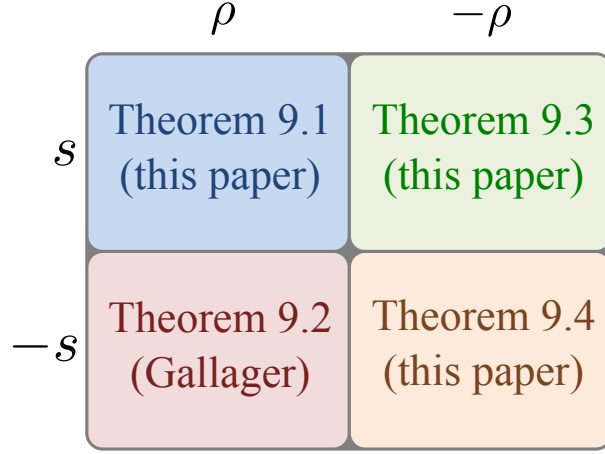 ρ −ρ
s
Theorem 9.1 Theorem 9.3
(this paper) (this paper)
−s
Theorem 9.2 Theorem 9.4
(Gallager) (this paper)